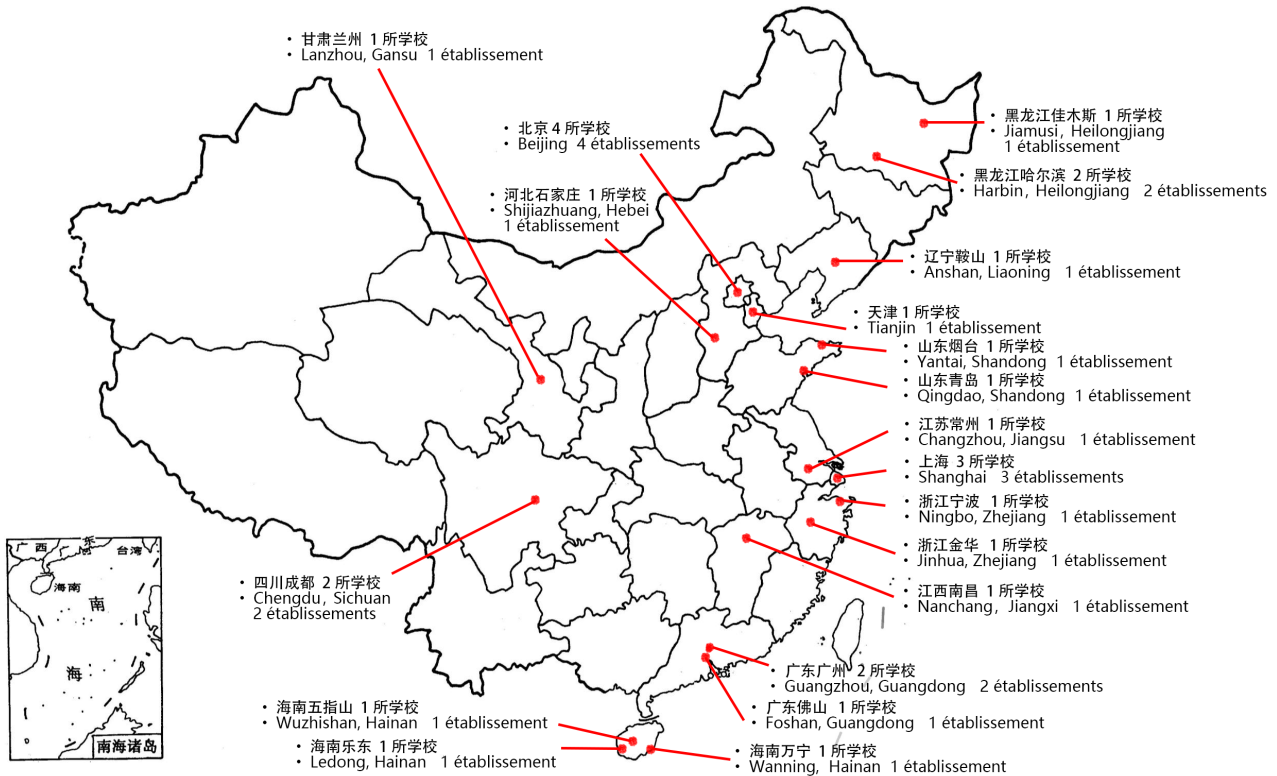 • 甘肃兰州 1 所学校
• Lanzhou, Gansu 1 établissement
• 北京 4 所学校
• Beijing 4 établissements
• 河北石家庄 1 所学校
• Shijiazhuang, Hebei
1 établissement
• 黑龙江佳木斯 1 所学校
• Jiamusi, Heilongjiang
1 établissement
• 黑龙江哈尔滨 2 所学校
• Harbin, Heilongjiang 2 établissements
• 辽宁鞍山 1 所学校
• Anshan, Liaoning 1 établissement
• 天津 1 所学校
• Tianjin 1 établissement
• 山东烟台 1 所学校
• Yantai, Shandong 1 établissement
• 山东青岛 1 所学校
• Qingdao, Shandong 1 établissement
• 江苏常州 1 所学校
• Changzhou, Jiangsu 1 établissement
• 上海 3 所学校
• Shanghai 3 établissements
• 浙江宁波 1 所学校
• Ningbo, Zhejiang 1 établissement
• 浙江金华 1 所学校
• Jinhua, Zhejiang 1 établissement
• 江西南昌 1 所学校
• Nanchang, Jiangxi 1 établissement
• 四川成都 2 所学校
• Chengdu, Sichuan
2 établissements
• 广东广州 2 所学校
• Guangzhou, Guangdong 2 établissements
• 广东佛山 1 所学校
• Foshan, Guangdong 1 établissement
• 海南五指山 1 所学校
• Wuzhishan, Hainan 1 établissement
• 海南乐东 1 所学校
• Ledong, Hainan 1 établissement
• 海南万宁 1 所学校
• Wanning, Hainan 1 établissement
广西
东
台湾
海南
南
海
南海诸岛